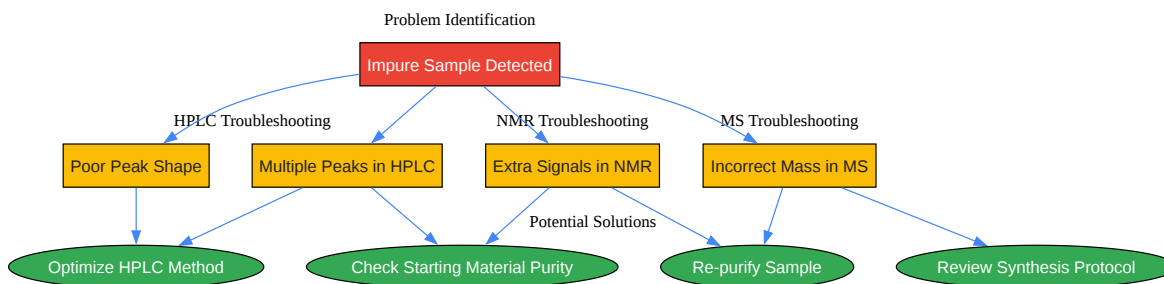 Problem Identification
Impure Sample Detected
HPLC Troubleshooting
NMR Troubleshooting
MS Troubleshooting
Poor Peak Shape
Multiple Peaks in HPLC
Extra Signals in NMR
Incorrect Mass in MS
Potential Solutions
Optimize HPLC Method
Check Starting Material Purity
Re-purify Sample
Review Synthesis Protocol